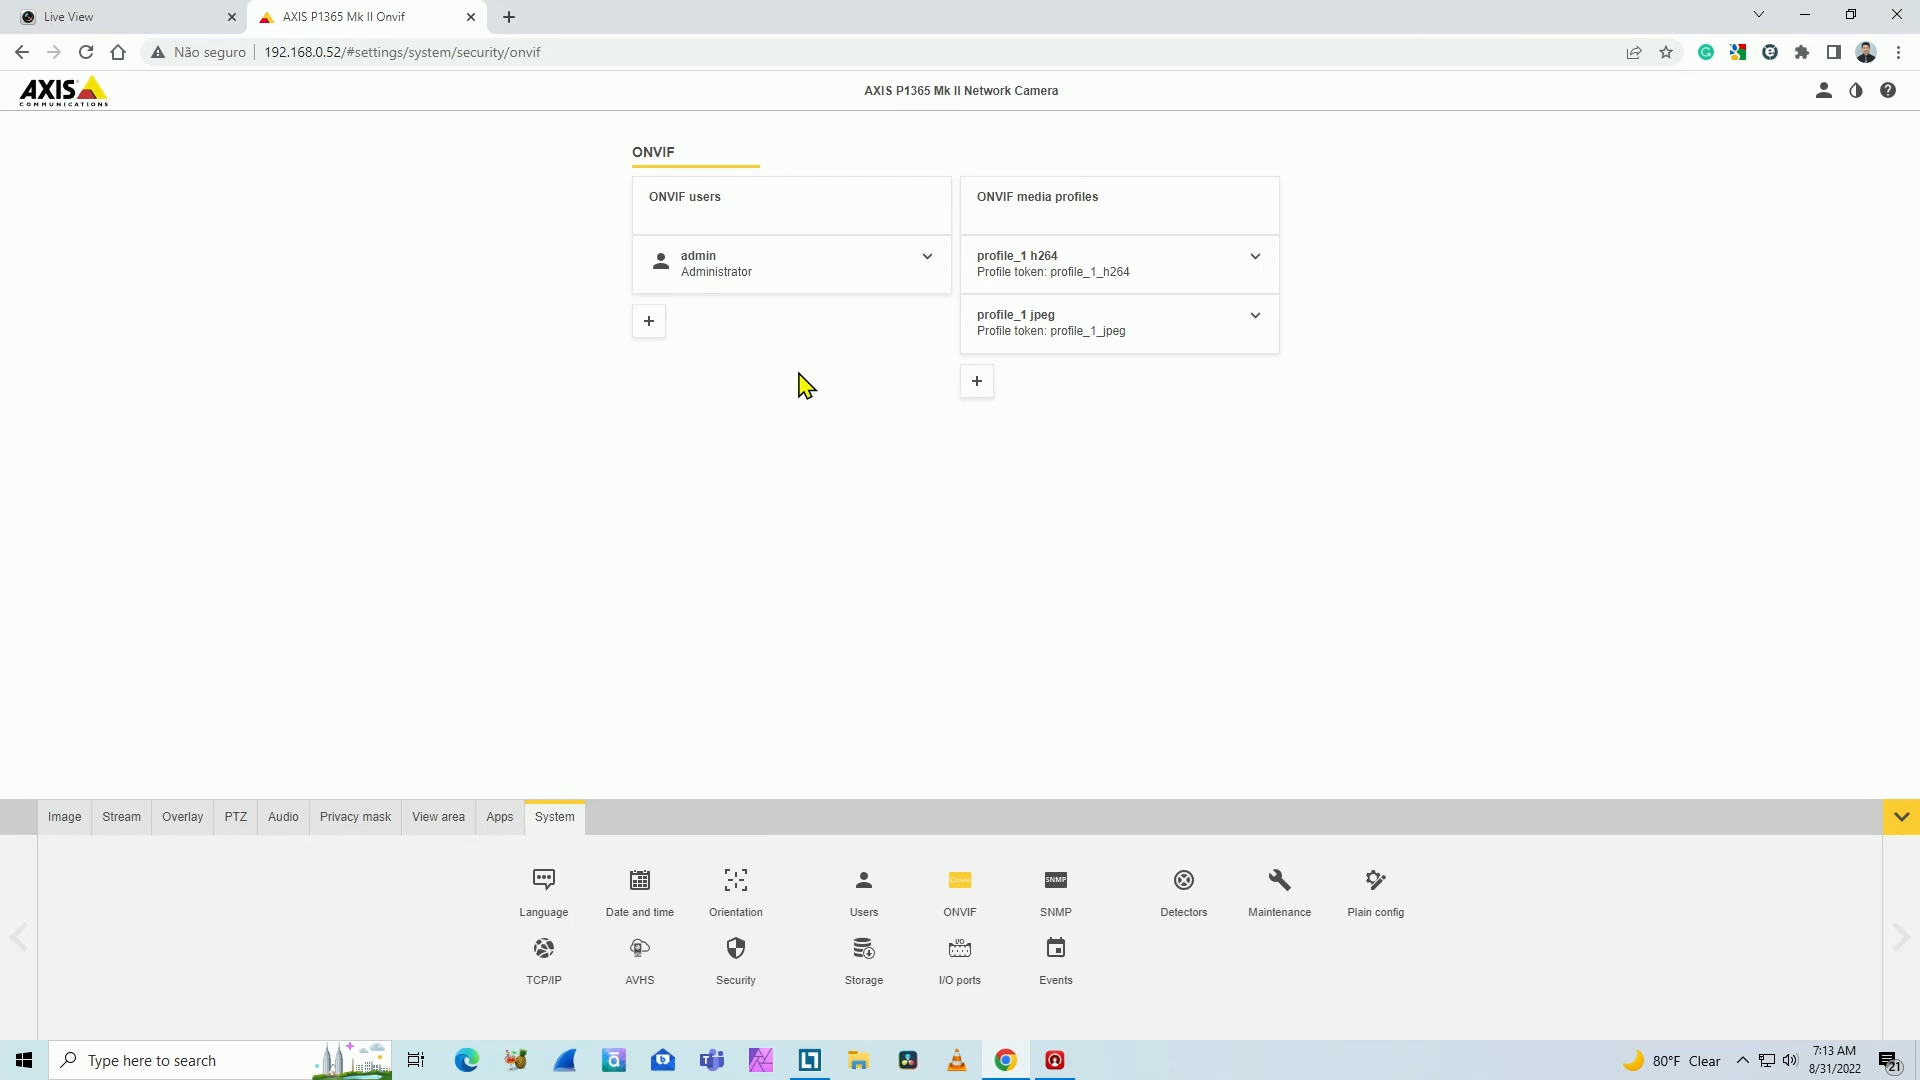 Live View
AXIS P1365 Mk II Onvif
Não seguro
192.168.0.52/#settings/system/security/onvif
AXIS
COMMUNICATIONS
AXIS P1365 Mk II Network Camera
ONVIF
ONVIF users
admin
Administrator
ONVIF media profiles
profile_1 h264
Profile token: profile_1_h264
profile_1 jpeg
Profile token: profile_1_jpeg
Image
Stream
Overlay
PTZ
Audio
Privacy mask
View area
Apps
System
SNMP
Language
Date and time
Orientation
Users
ONVIF
SNMP
Detectors
Maintenance
Plain config
I/O
TCP/IP
AVHS
Security
Storage
I/O ports
Events
Type here to search
80°F Clear
7:13 AM
8/31/2022
21